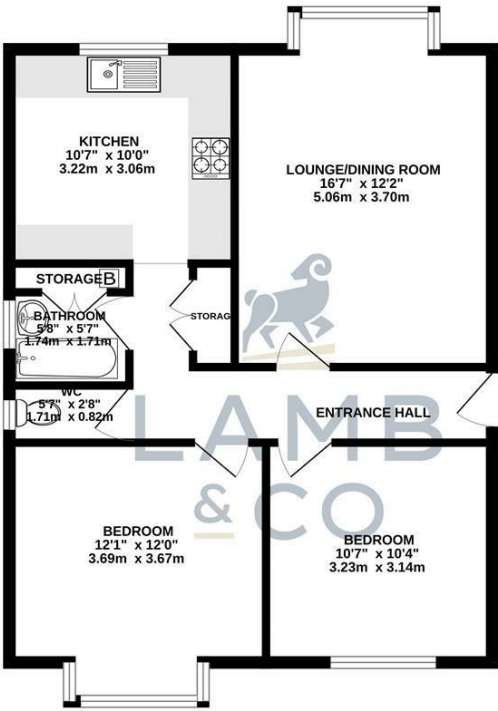 KITCHEN
10'7" x 10'0"
3.22m x 3.06m
LOUNGE/DINING ROOM
16'7" x 12'2"
5.06m x 3.70m
STORAGE
B
BATHROOM
5'8" x 5'7"
1.74m x 1.71m
STORAG
WC
5'7" x 2'8"
1.71m x 0.82m
ENTRANCE HALL
LAMB
& CO
BEDROOM
12'1" x 12'0"
3.69m x 3.67m
BEDROOM
10'7" x 10'4"
3.23m x 3.14m